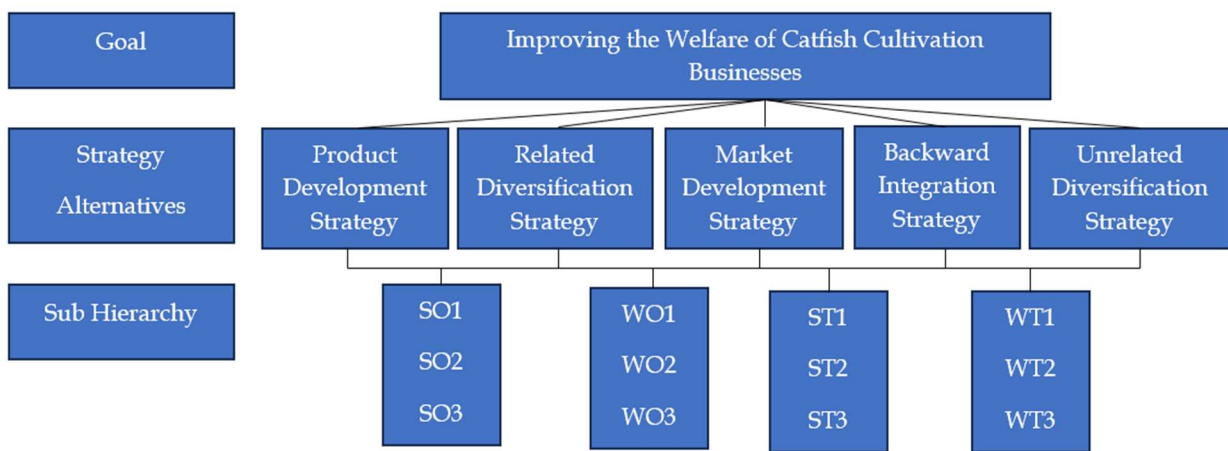 Goal
Improving the Welfare of Catfish Cultivation
Businesses
Strategy
Alternatives
Product
Development
Strategy
Related
Diversification
Strategy
Market
Development
Strategy
Backward
Integration
Strategy
Unrelated
Diversification
Strategy
Sub Hierarchy
SO1
SO2
SO3
WO1
WO2
WO3
ST1
ST2
ST3
WT1
WT2
WT3